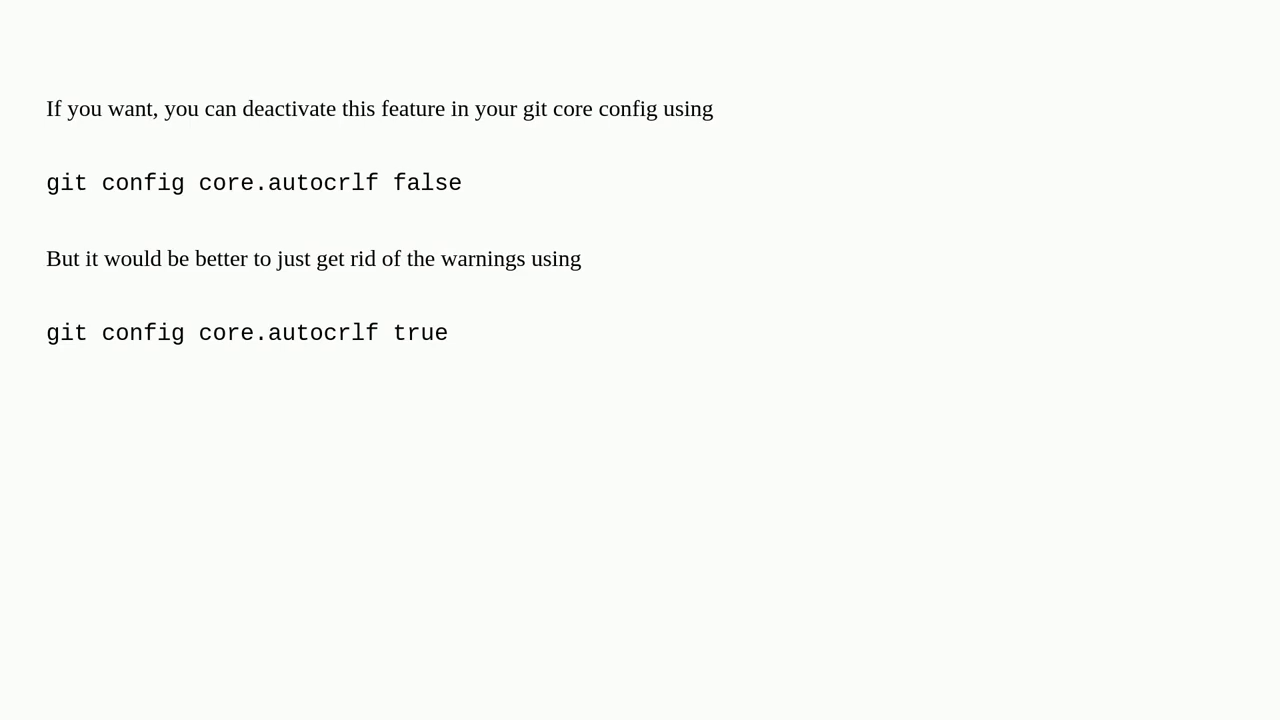 If you want, you can deactivate this feature in your git core config using
git config core.autocrlf false
But it would be better to just get rid of the warnings using
git config core.autocrlf true